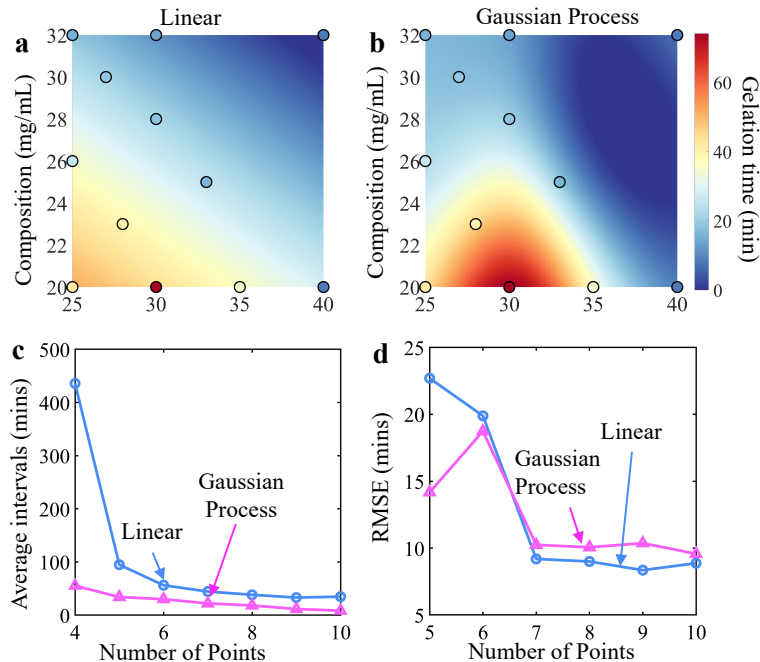 Linear
Gaussian Process
a
b
32
30
28
26
24
22
20
Composition (mg/mL)
25
30
35
40
32
30
28
26
24
22
20
Composition (mg/mL)
25
30
35
40
60
40
20
0
Gelation time (min)
c
500
400
300
200
100
0
Average intervals (mins)
Gaussian
Process
Linear
4
6
8
10
Number of Points
d
25
20
15
10
5
RMSE (mins)
Linear
Gaussian
Process
5
6
7
8
9
10
Number of Points